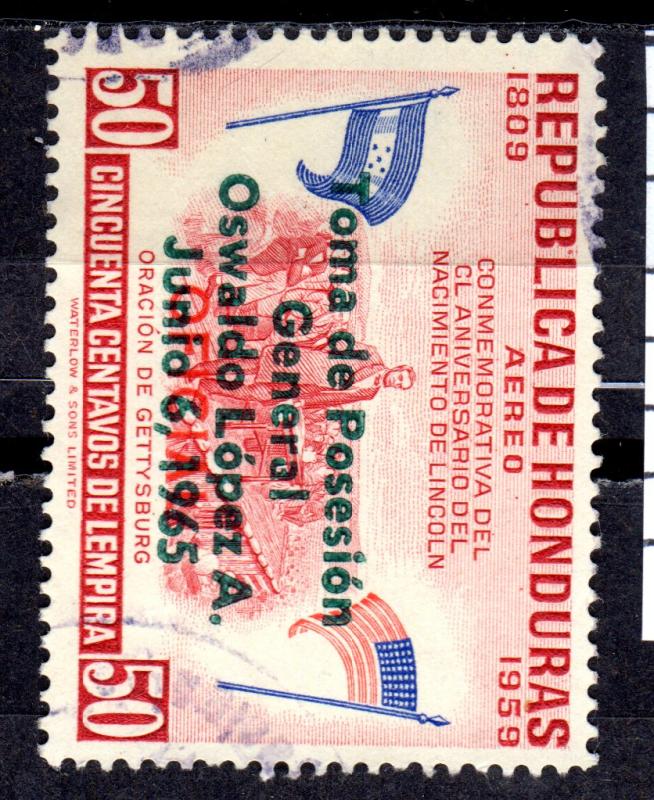 REPUBLICA DE HONDURAS
1809 AEREO 1959
CONMEMORATIVA DEL
CL ANIVERSARIO DEL
NACIMIENTO DE LINCOLN
Toma de Posesión
General
Oswaldo López A.
Junio 6, 1965
OFICIAL
ORACIÓN DE GETTYSBURG
50 CINCUENTA CENTAVOS DE LEMPIRA 50
WATERLOW & SONS LIMITED